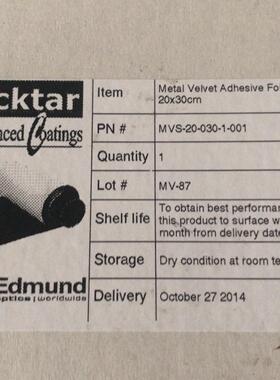 cktar
nced Coatings
Edmund
optics | worldwide
Item Metal Velvet Adhesive Fo
20x30cm
PN # MVS-20-030-1-001
Quantity 1
Lot # MV-87
Shelf life To obtain best performa
this product to surface w
month from delivery date
Storage Dry condition at room te
Delivery October 27 2014